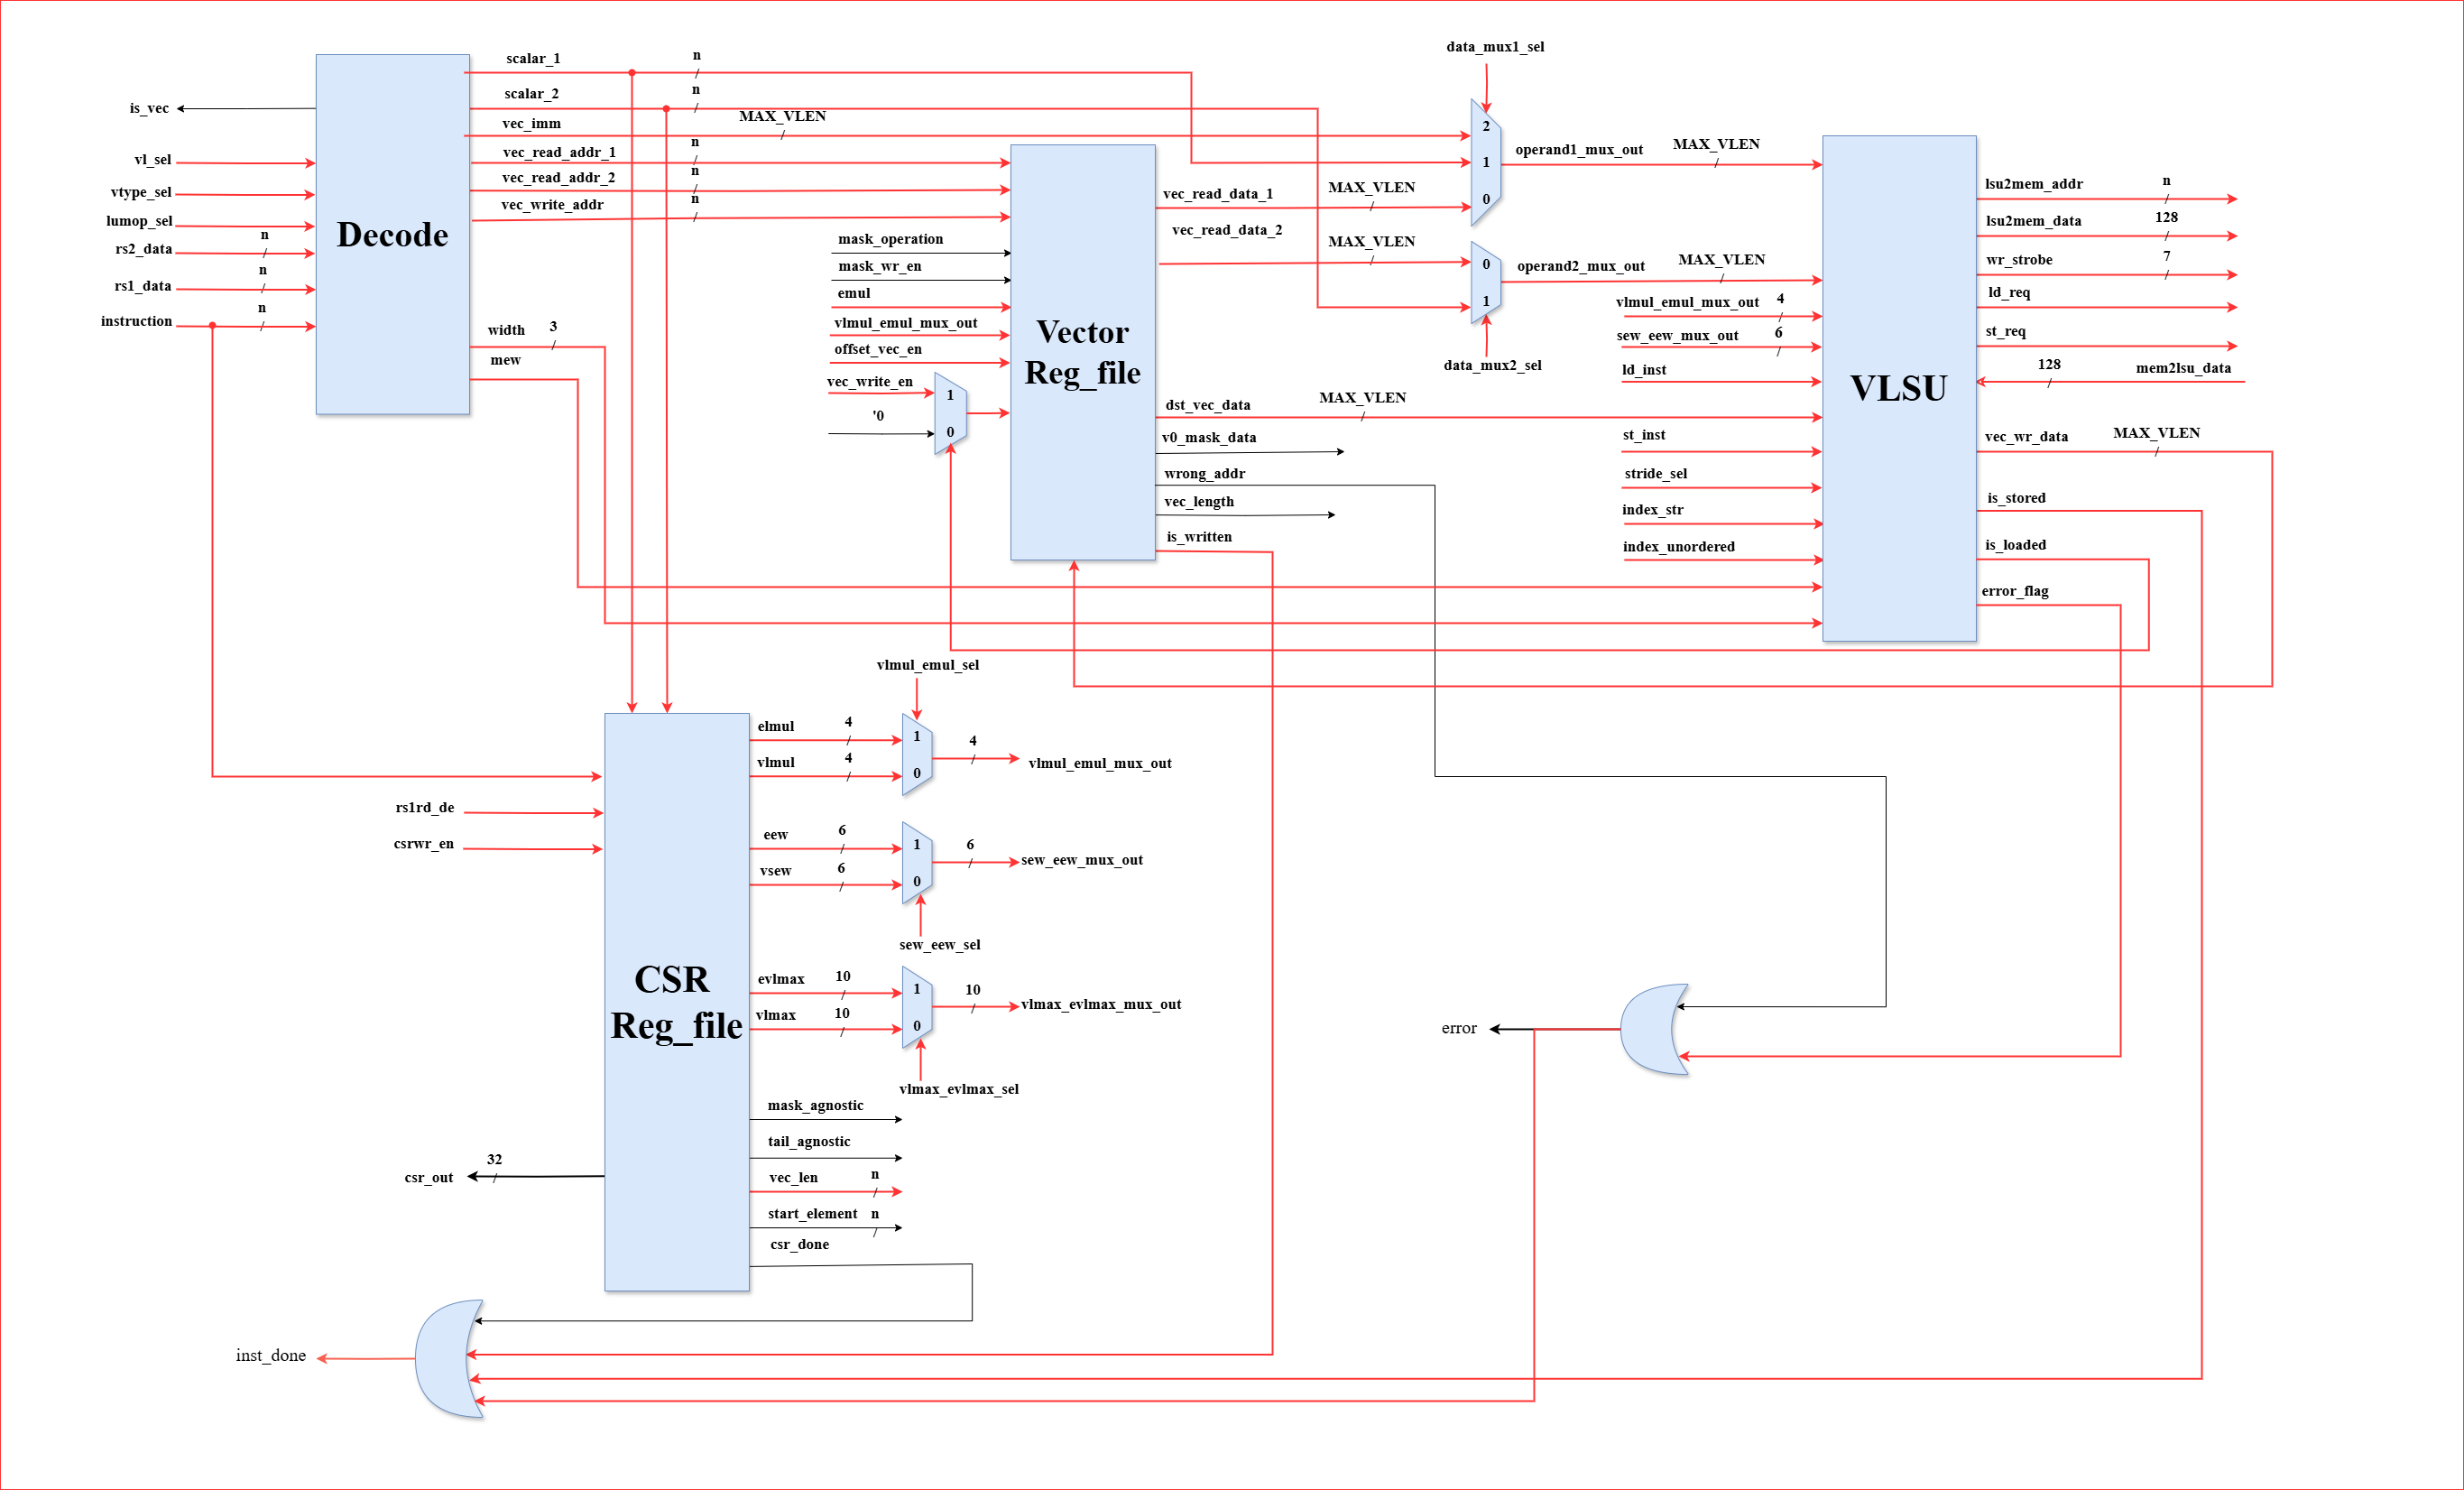 is_vec
vl_sel
vtype_sel
lumop_sel
rs2_data
n
rs1_data
n
instruction
n
Decode
scalar_1
n
scalar_2
n
vec_imm
MAX_VLEN
vec_read_addr_1
n
vec_read_addr_2
n
vec_write_addr
n
width
3
mew
mask_operation
mask_wr_en
emul
vlmul_emul_mux_out
offset_vec_en
vec_write_en
'0
1
0
Vector
Reg_file
vec_read_data_1
MAX_VLEN
vec_read_data_2
MAX_VLEN
dst_vec_data
MAX_VLEN
v0_mask_data
wrong_addr
vec_length
is_written
data_mux1_sel
2
1
0
operand1_mux_out
MAX_VLEN
0
1
data_mux2_sel
operand2_mux_out
MAX_VLEN
vlmul_emul_mux_out
4
sew_eew_mux_out
6
ld_inst
st_inst
stride_sel
index_str
index_unordered
VLSU
lsu2mem_addr
n
lsu2mem_data
128
wr_strobe
7
ld_req
st_req
128
mem2lsu_data
vec_wr_data
MAX_VLEN
is_stored
is_loaded
error_flag
rs1rd_de
csrwr_en
CSR
Reg_file
vlmul_emul_sel
elmul
4
vlmul
4
1
0
4
vlmul_emul_mux_out
eew
6
vsew
6
1
0
6
sew_eew_mux_out
sew_eew_sel
evlmax
10
vlmax
10
1
0
10
vlmax_evlmax_mux_out
vlmax_evlmax_sel
mask_agnostic
tail_agnostic
vec_len
n
start_element
n
csr_done
csr_out
32
error
inst_done